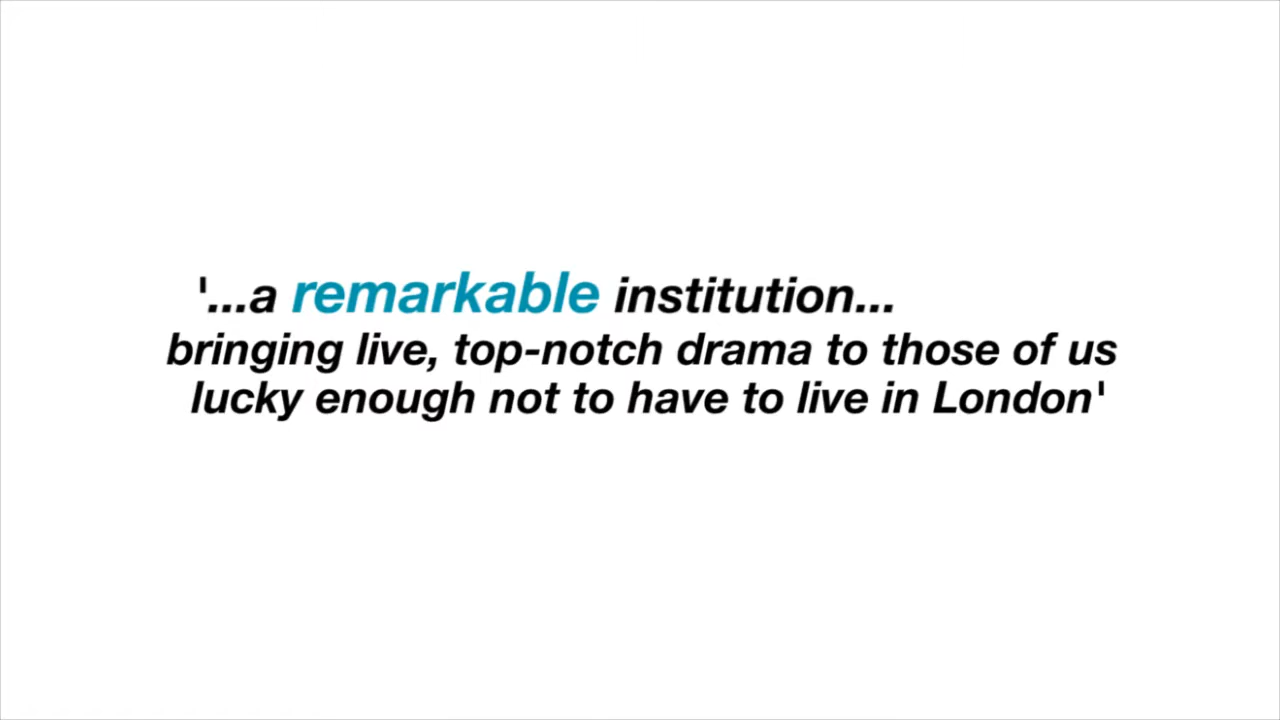 '...a remarkable institution...
bringing live, top-notch drama to those of us
lucky enough not to have to live in London'